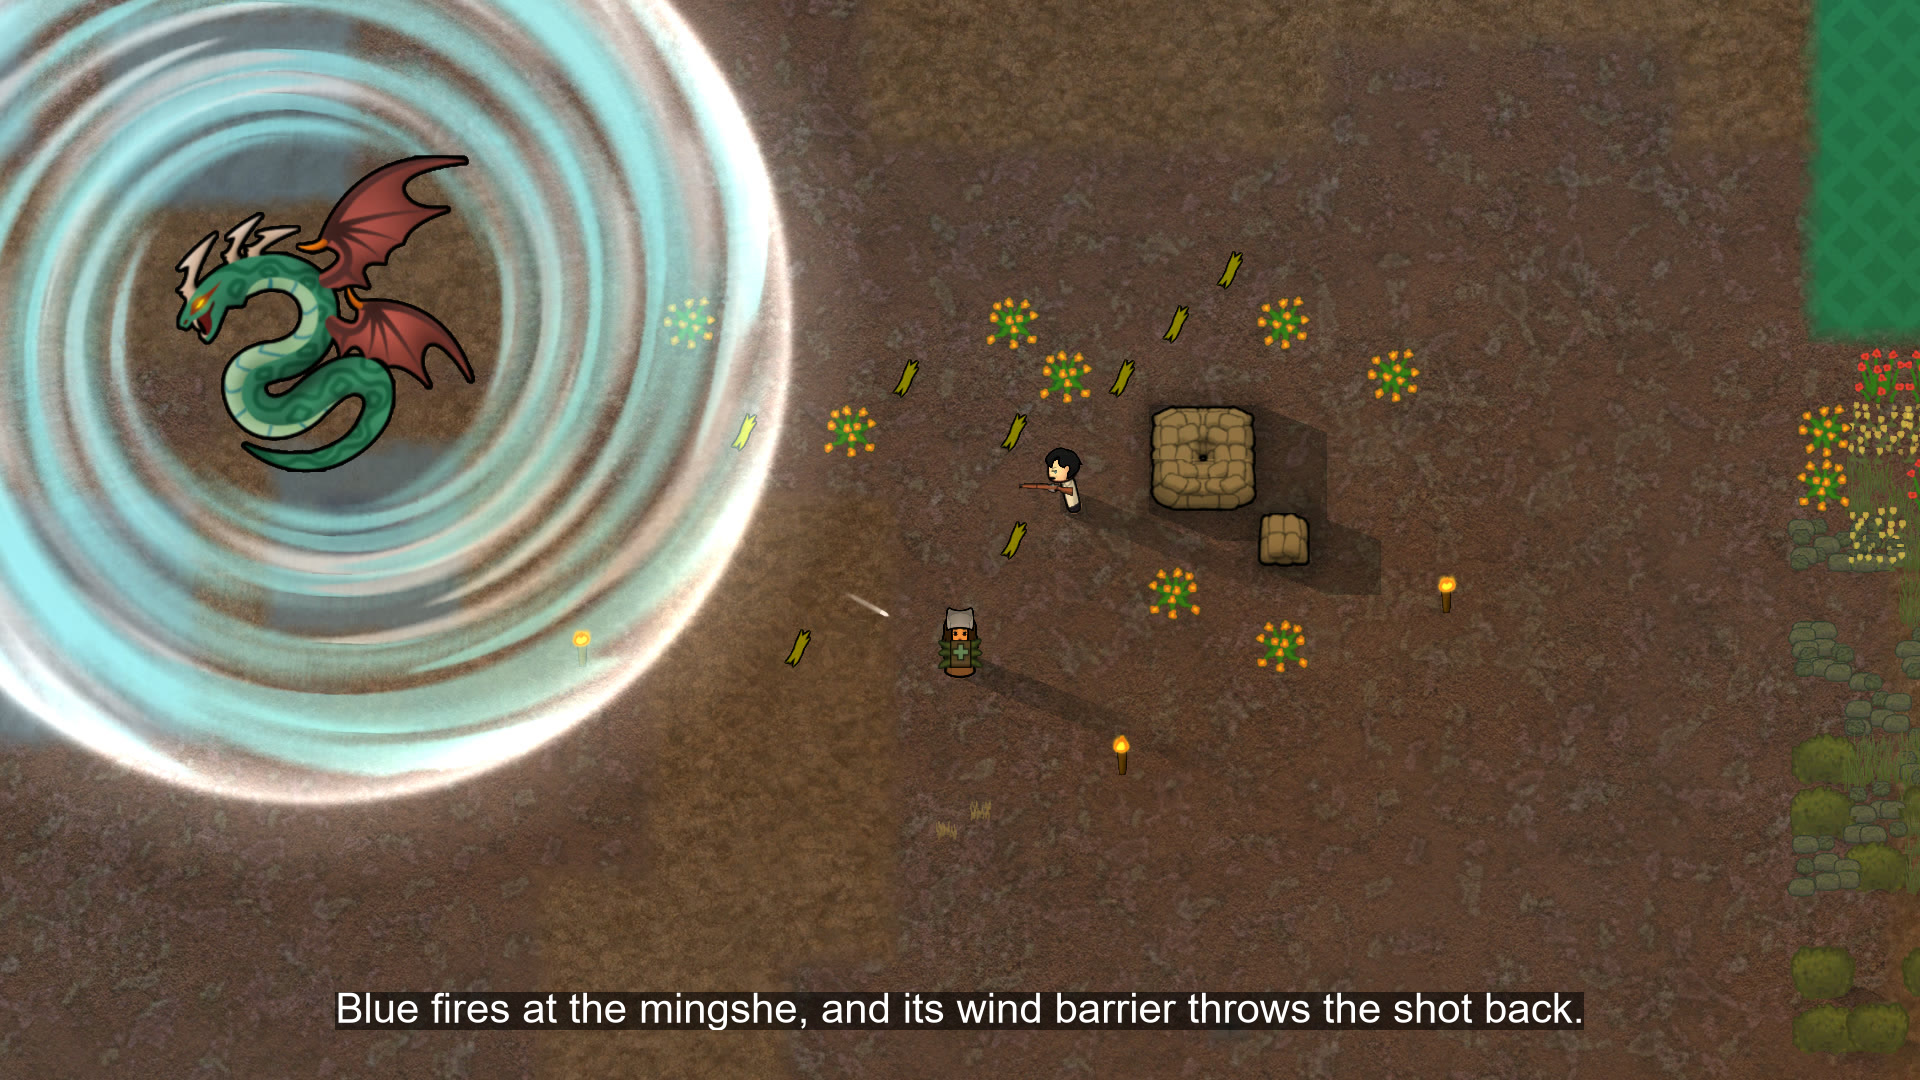 Blue fires at the mingshe, and its wind barrier throws the shot back.